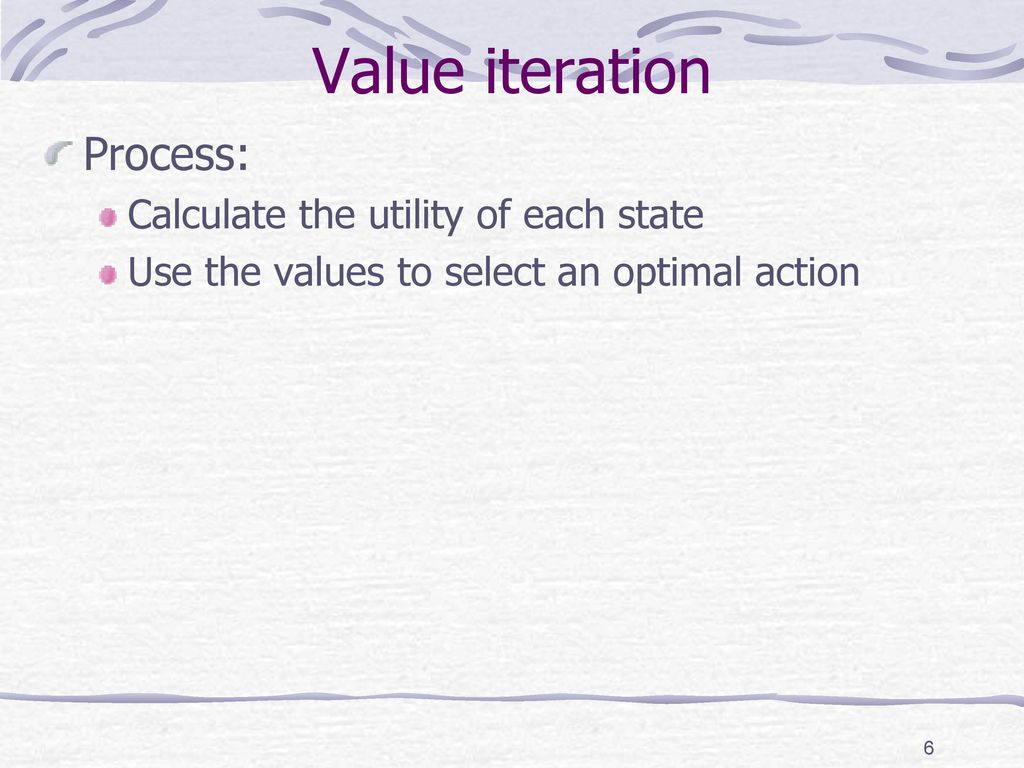 Value iteration
Process:
Calculate the utility of each state
Use the values to select an optimal action
6